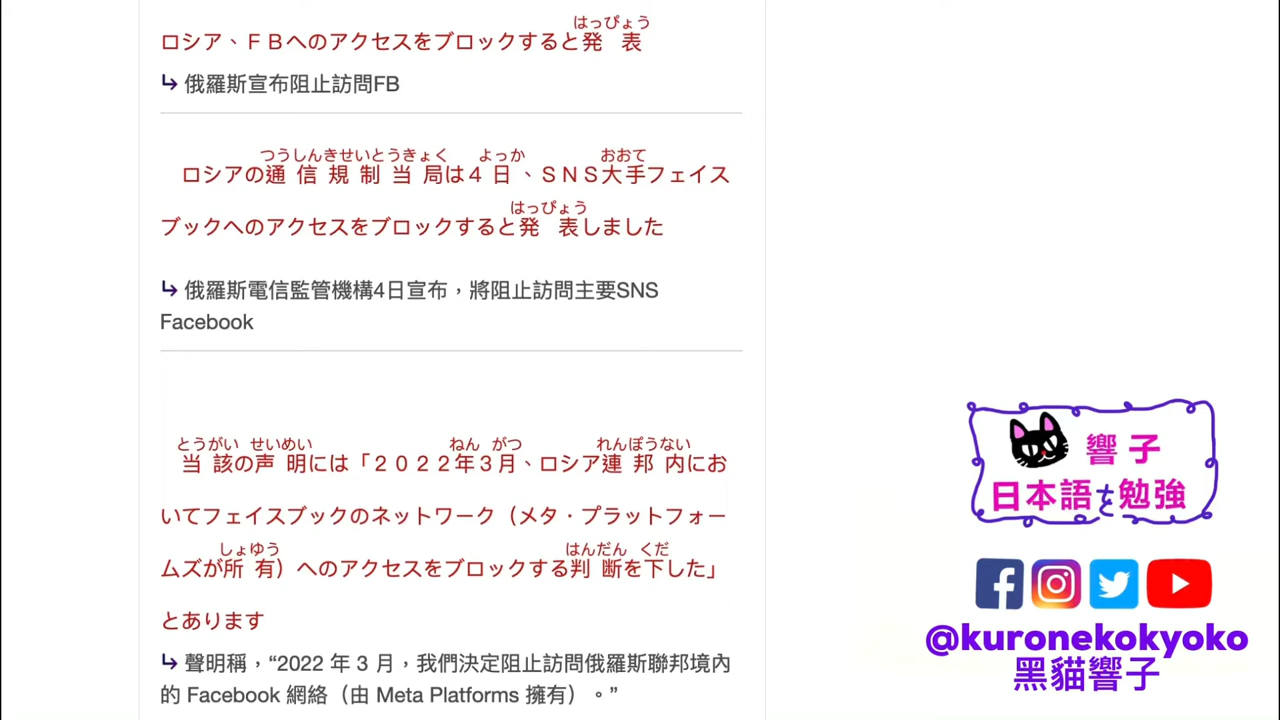 はっぴょう
ロシア、ＦＢへのアクセスをブロックすると発表
↳ 俄羅斯宣布阻止訪問FB
つうしんきせいとうきょく よっか おおて
ロシアの通信規制当局は４日、ＳＮＳ大手フェイス
はっぴょう
ブックへのアクセスをブロックすると発表しました
↳ 俄羅斯電信監管機構4日宣布，將阻止訪問主要SNS
Facebook
とうがい せいめい ねん がつ れんぽうない
当該の声明には「２０２２年３月、ロシア連邦内にお
いてフェイスブックのネットワーク（メタ・プラットフォー
しょゆう はんだん くだ
ムズが所有）へのアクセスをブロックする判断を下した」
とあります
↳ 聲明稱，“2022 年 3 月，我們決定阻止訪問俄羅斯聯邦境內
的 Facebook 網絡（由 Meta Platforms 擁有）。”
響子
日本語を勉強
@kuronekokyoko
黑貓響子